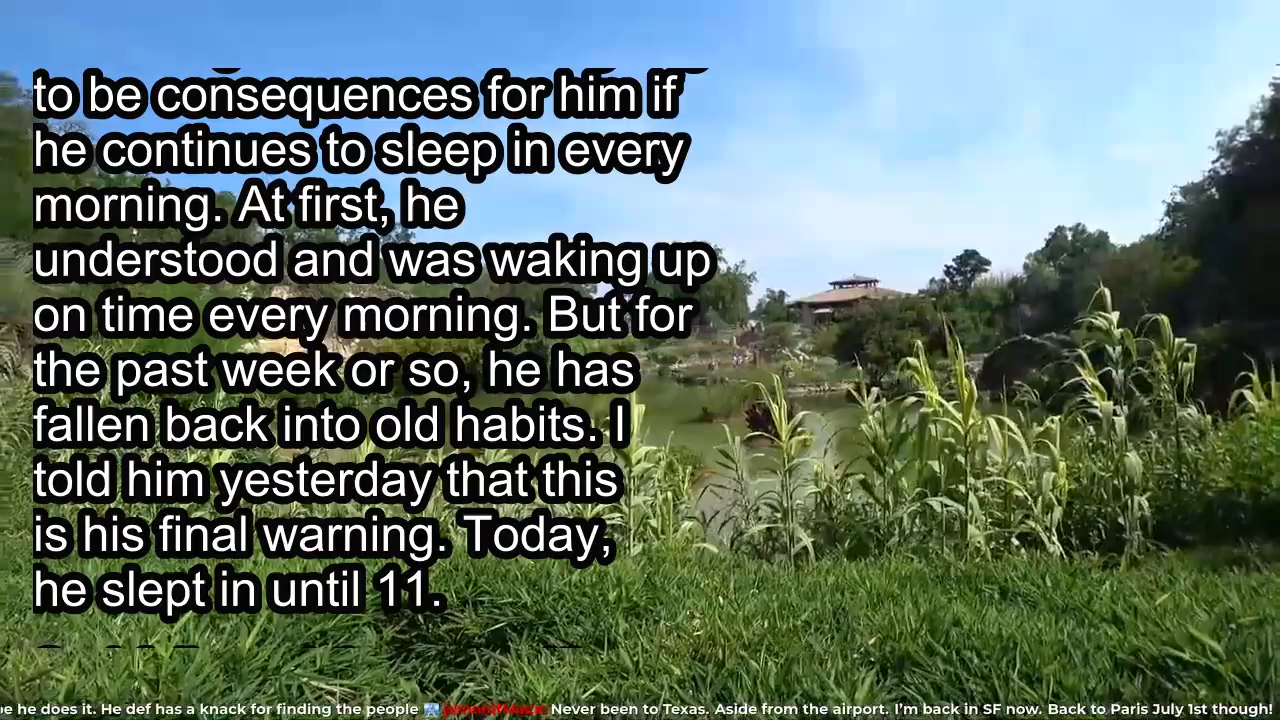 to be consequences for him if
he continues to sleep in every
morning. At first, he
understood and was waking up
on time every morning. But for
the past week or so, he has
fallen back into old habits. I
told him yesterday that this
is his final warning. Today,
he slept in until 11.
he does it. He def has a knack for finding the people Never been to Texas. Aside from the airport. I’m back in SF now. Back to Paris July 1st though!